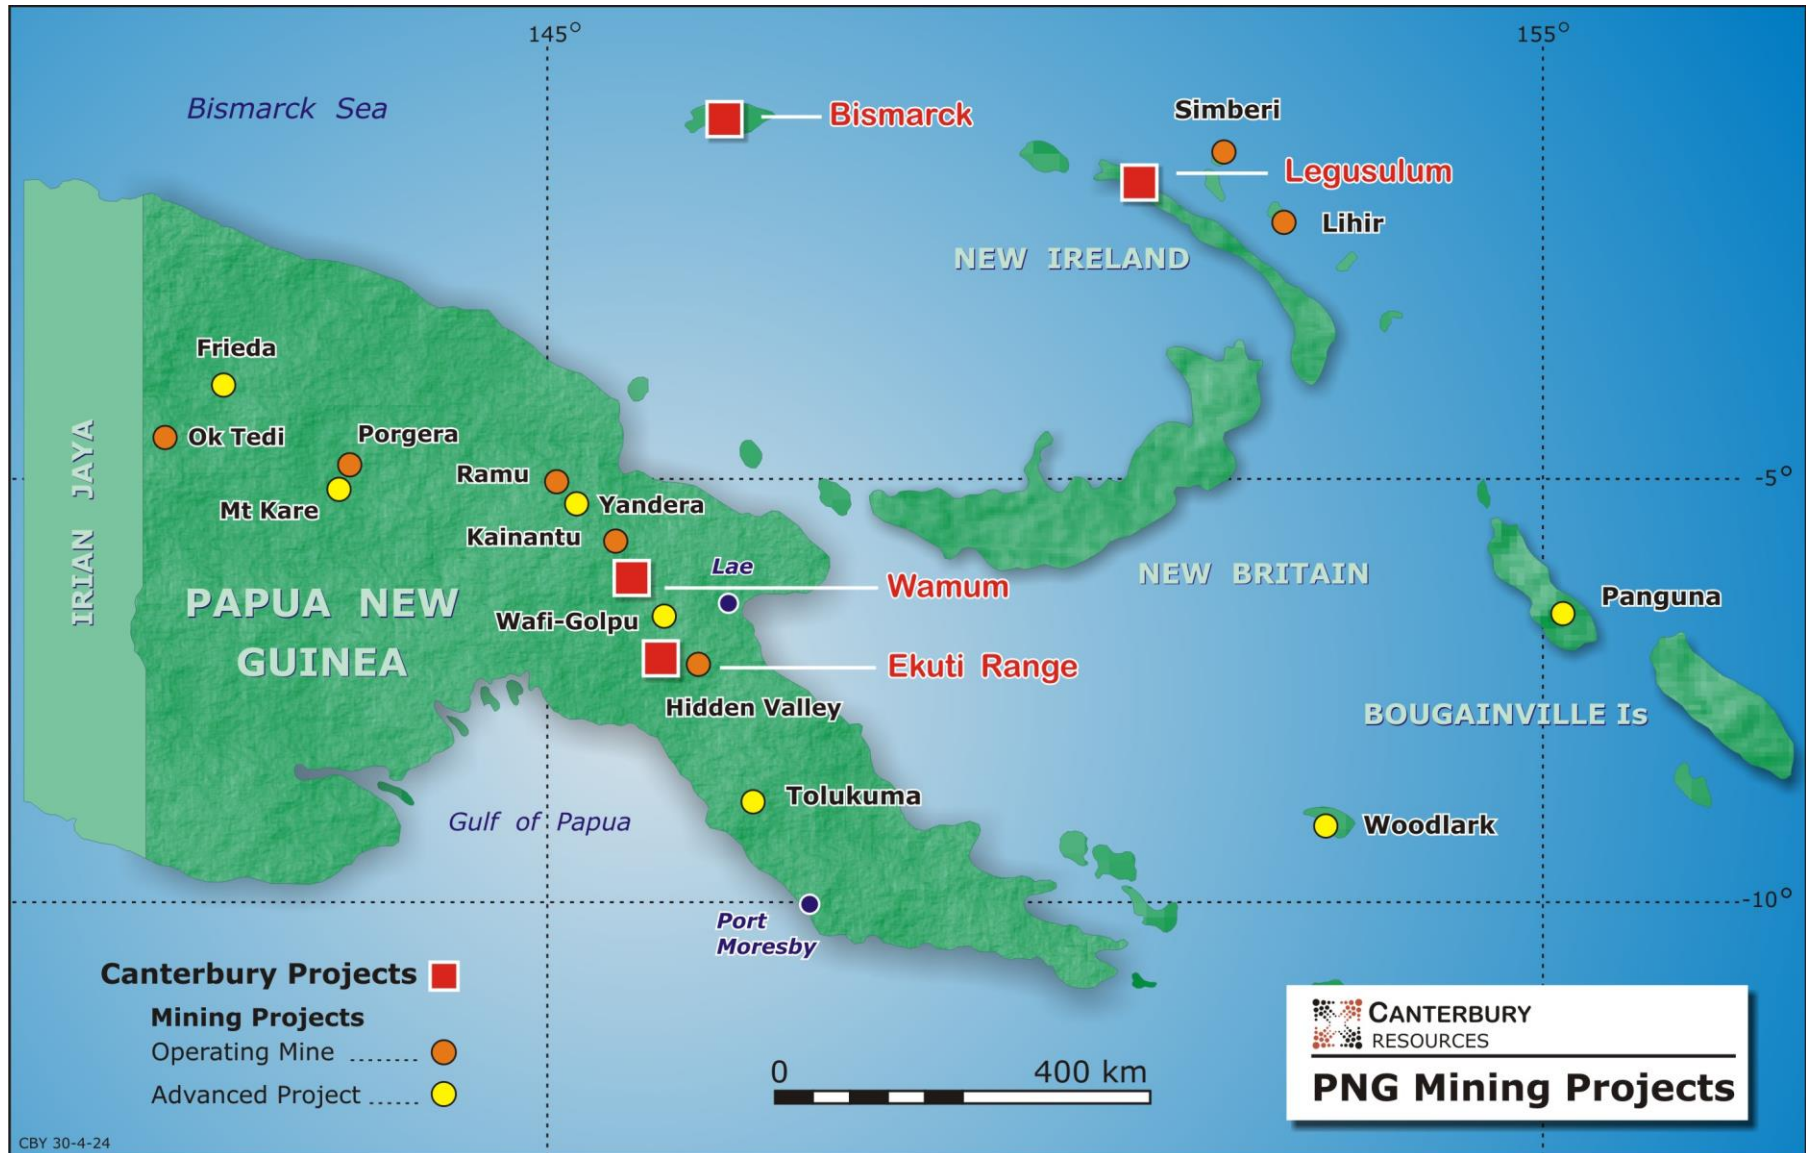 145°
155°
Bismarck Sea
Bismarck
Simberi
Legusulum
Lihir
NEW IRELAND
Frieda
Ok Tedi
Porgera
Mt Kare
Ramu
Yandera
Kainantu
-5°
IRIAN JAYA
PAPUA NEW
GUINEA
Lae
Wamum
Wafi-Golpu
Ekuti Range
Hidden Valley
NEW BRITAIN
Panguna
BOUGAINVILLE Is
Tolukuma
Gulf of Papua
Woodlark
Port
Moresby
-10°
Canterbury Projects
Mining Projects
Operating Mine ......
Advanced Project ......
0 400 km
CANTERBURY
RESOURCES
PNG Mining Projects
CBY 30-4-24